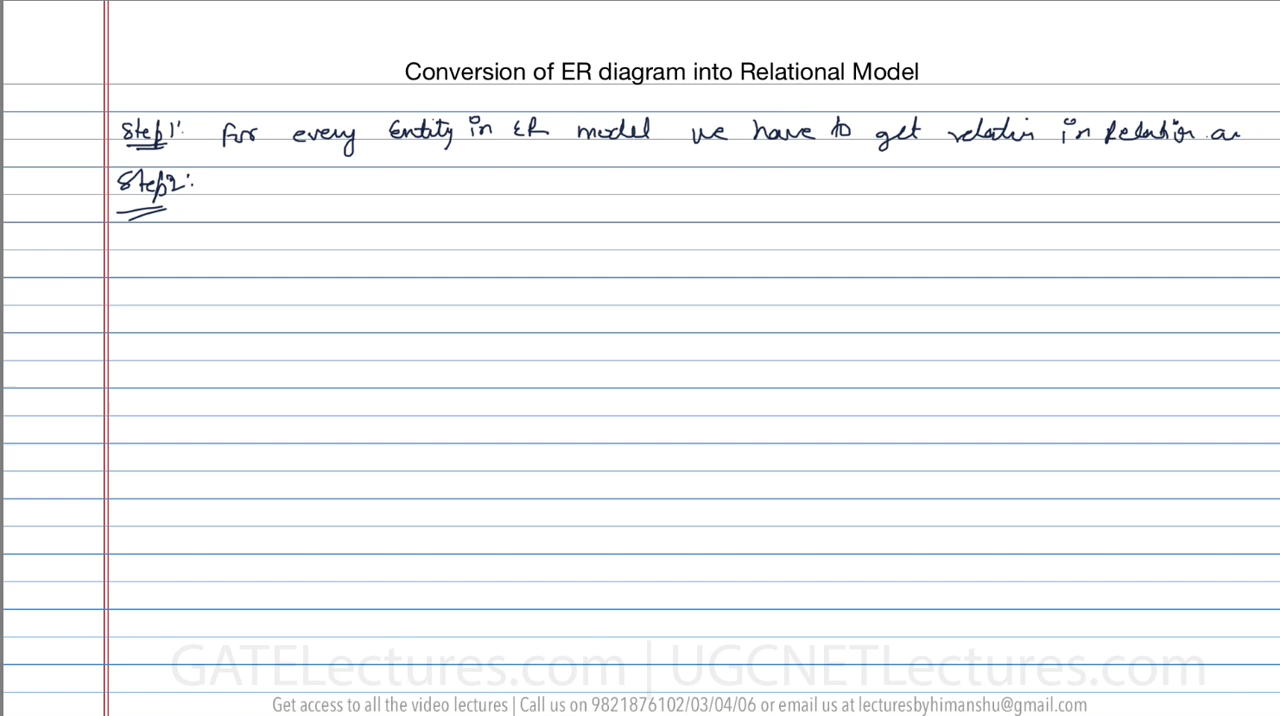 Conversion of ER diagram into Relational Model
Step1: For every Entity in ER model we have to get relation in Relation a
Step2:
GATELectures.com | UGCNETLectures.com
Get access to all the video lectures | Call us on 9821876102/03/04/06 or email us at lecturesbyhimanshu@gmail.com